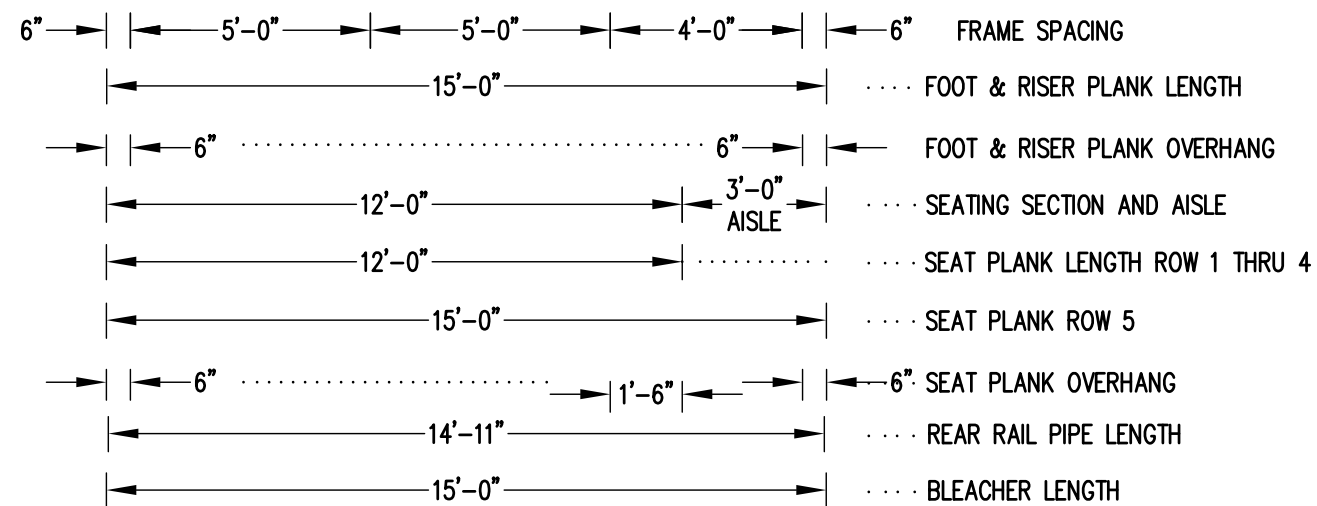 6" 5'-0" 5'-0" 4'-0" 6" FRAME SPACING
15'-0" FOOT & RISER PLANK LENGTH
6" 6" FOOT & RISER PLANK OVERHANG
12'-0" 3'-0" AISLE SEATING SECTION AND AISLE
12'-0" SEAT PLANK LENGTH ROW 1 THRU 4
15'-0" SEAT PLANK ROW 5
6" 1'-6" 6" SEAT PLANK OVERHANG
14'-11" REAR RAIL PIPE LENGTH
15'-0" BLEACHER LENGTH